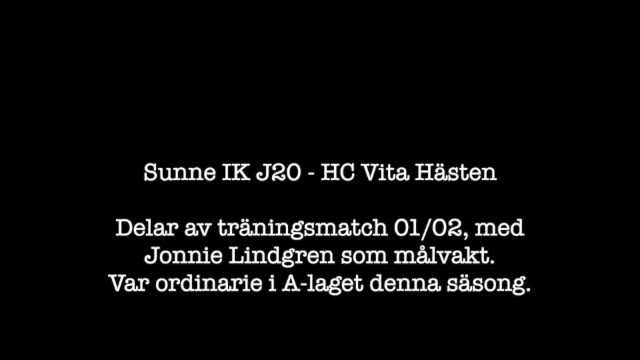 Sunne IK J20 - HC Vita Hästen
Delar av träningsmatch 01/02, med
Jonnie Lindgren som målvakt.
Var ordinarie i A-laget denna säsong.